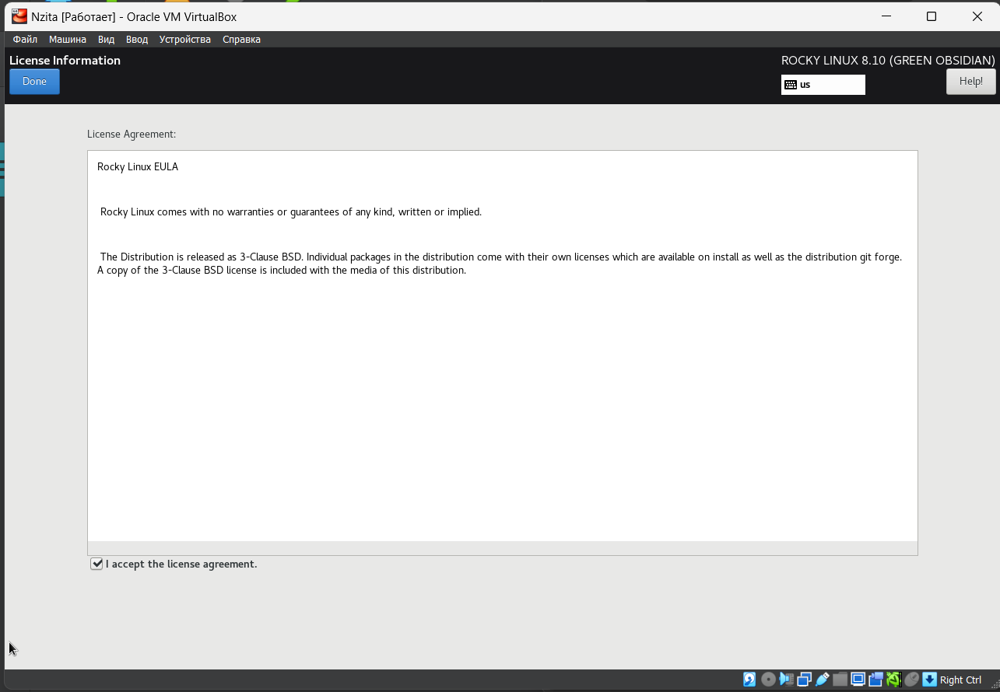 Nzita [Работает] - Oracle VM VirtualBox
Файл Машина Вид Ввод Устройства Справка
License Information
ROCKY LINUX 8.10 (GREEN OBSIDIAN)
Done
us
Help!
License Agreement:
Rocky Linux EULA
Rocky Linux comes with no warranties or guarantees of any kind, written or implied.
The Distribution is released as 3-Clause BSD. Individual packages in the distribution come with their own licenses which are available on install as well as the distribution git forge.
A copy of the 3-Clause BSD license is included with the media of this distribution.
I accept the license agreement.
Right Ctrl